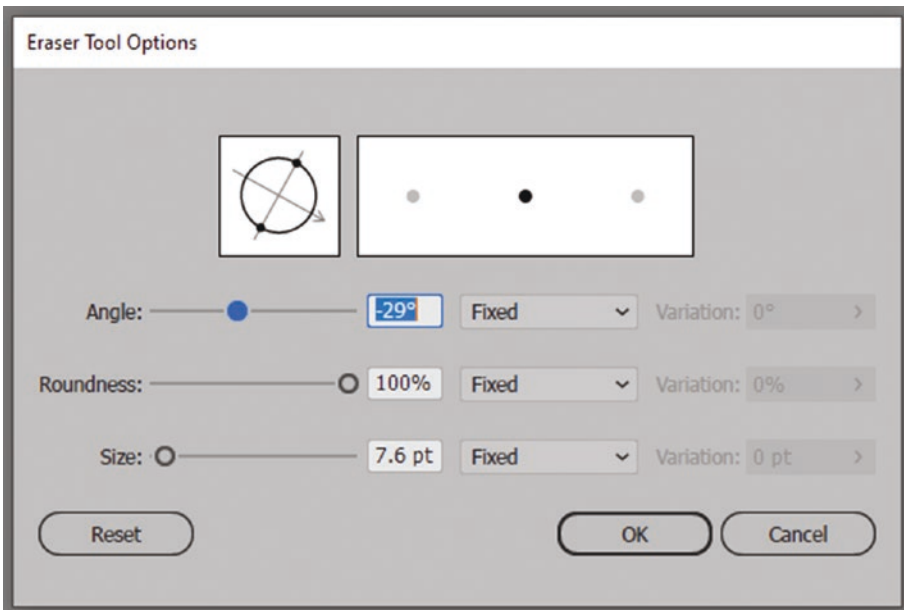 Eraser Tool Options
Angle: -29° Fixed Variation: 0°
Roundness: 100% Fixed Variation: 0%
Size: 7.6 pt Fixed Variation: 0 pt
Reset OK Cancel